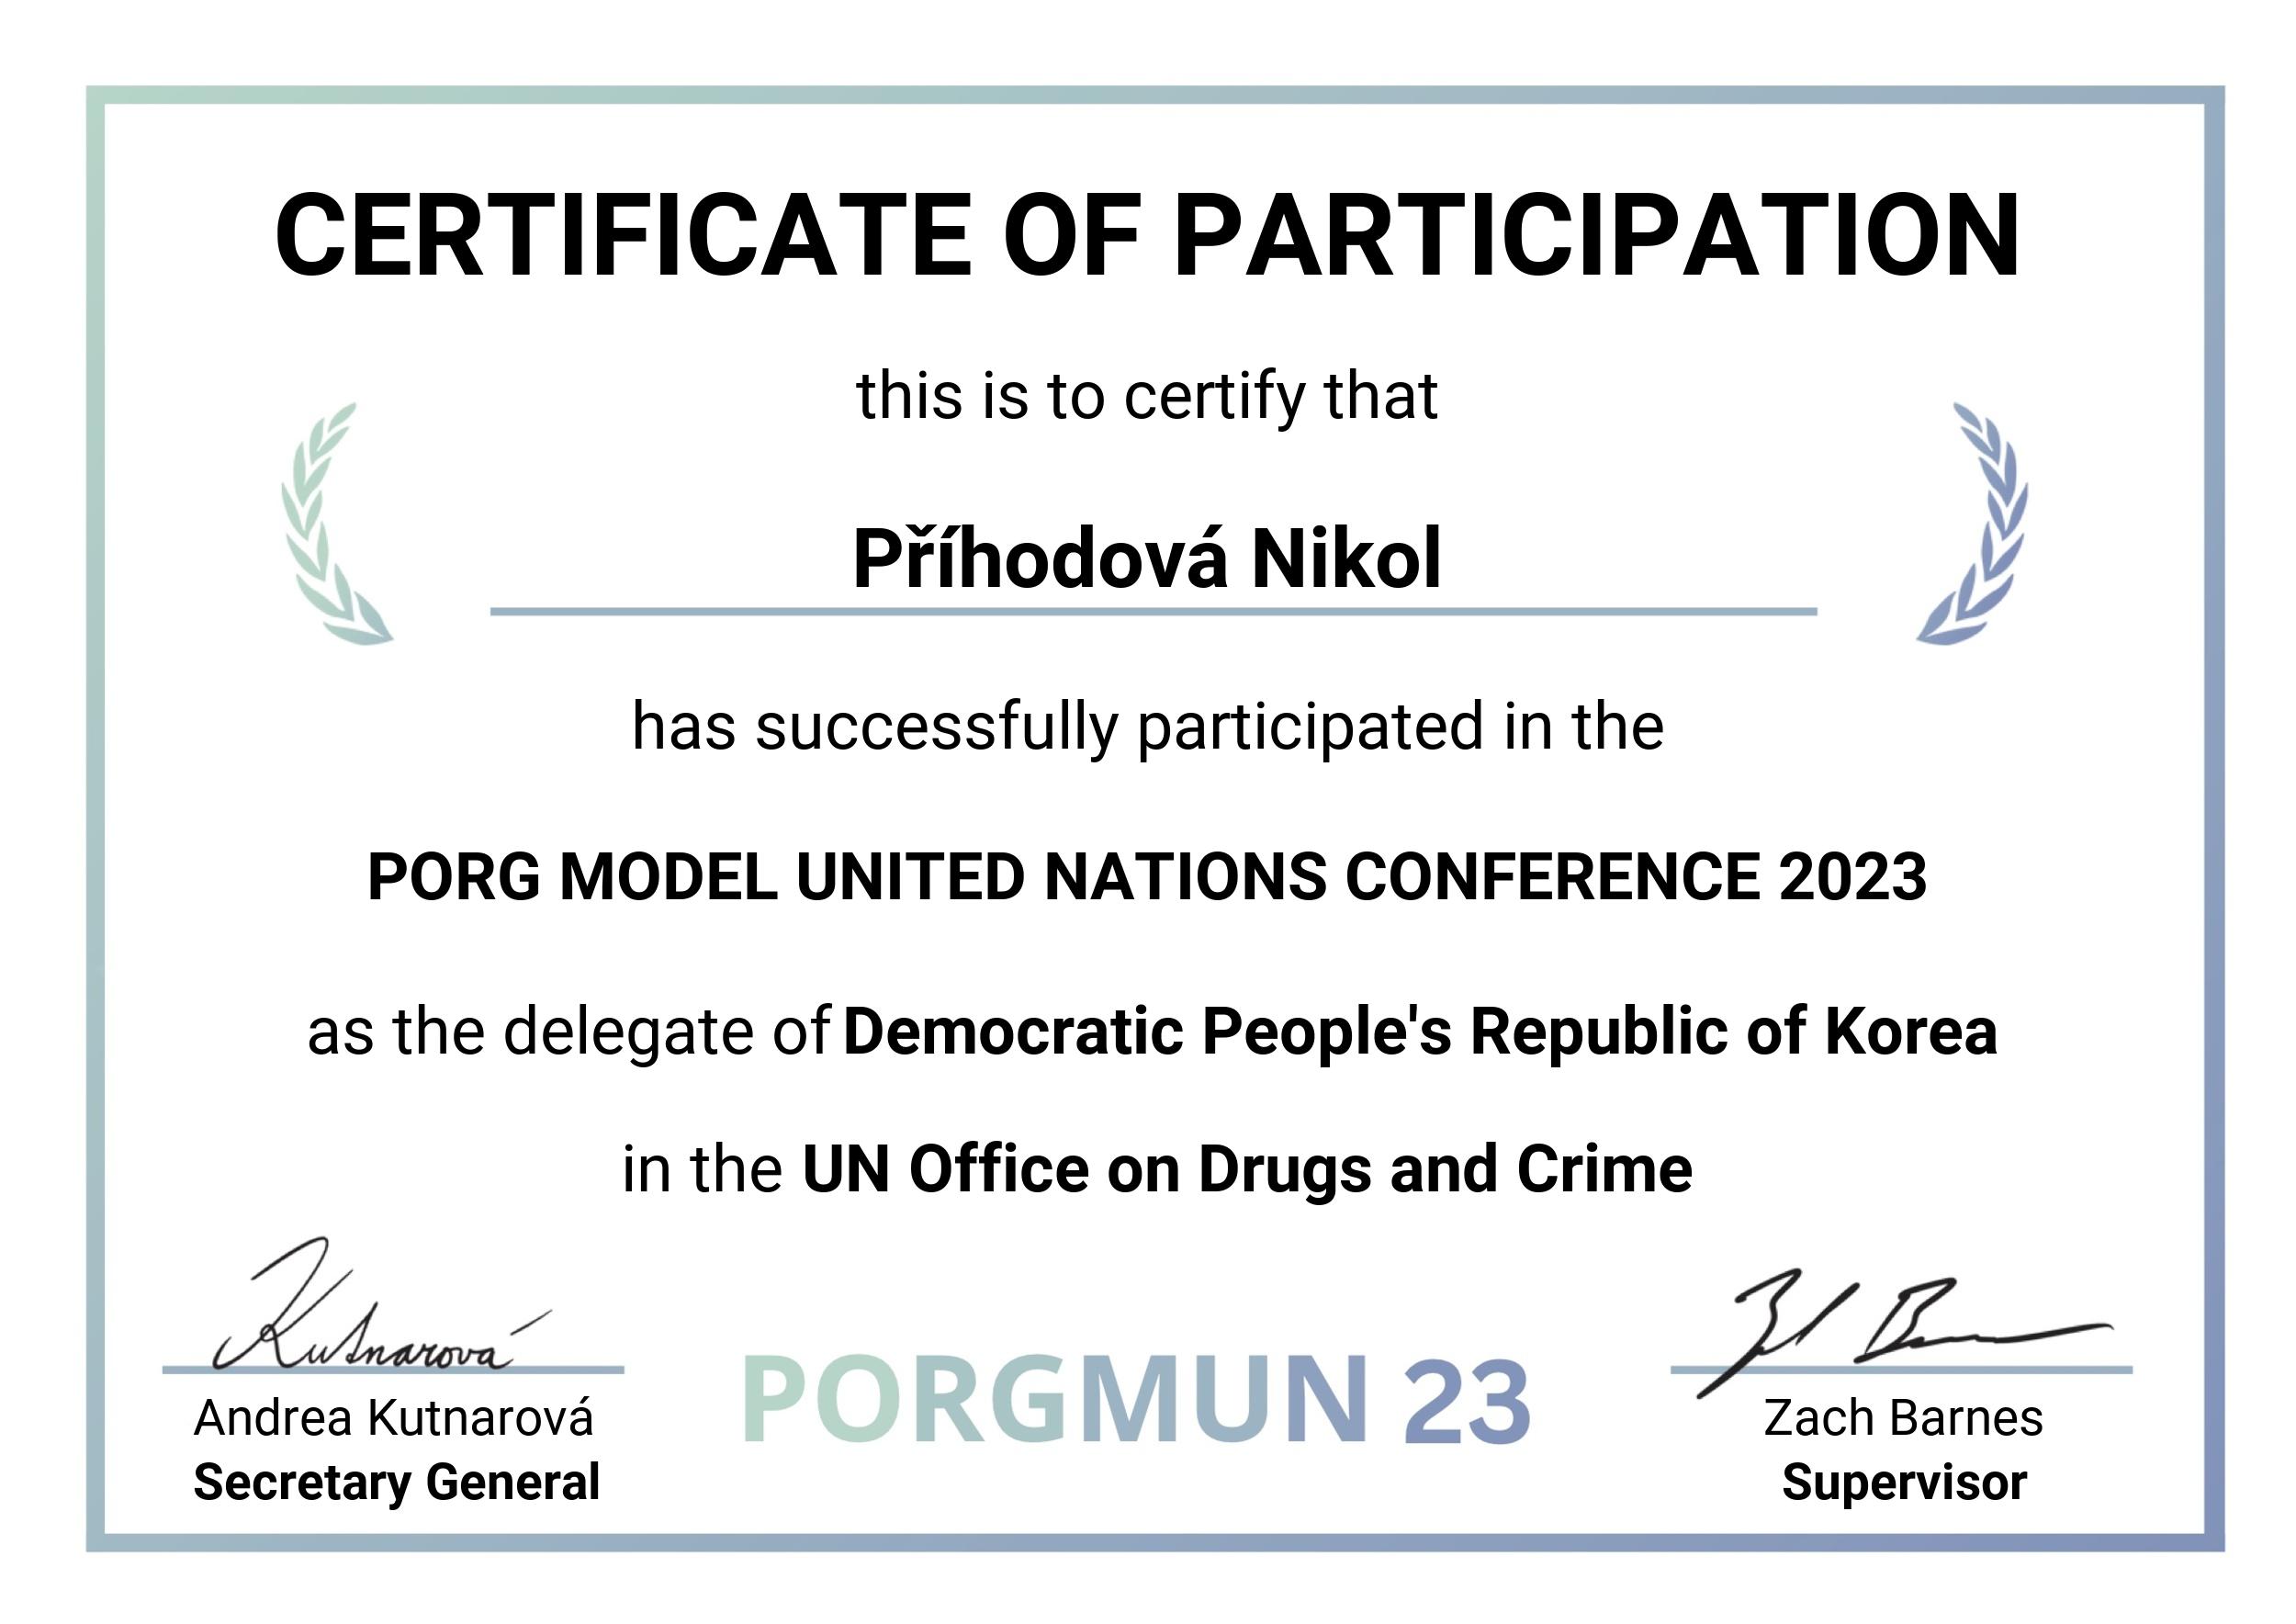 CERTIFICATE OF PARTICIPATION
this is to certify that
Příhodová Nikol
has successfully participated in the
PORG MODEL UNITED NATIONS CONFERENCE 2023
as the delegate of Democratic People's Republic of Korea
in the UN Office on Drugs and Crime
Kutnarová
Andrea Kutnarová
Secretary General
PORGMUN 23
Zach Barnes
Supervisor